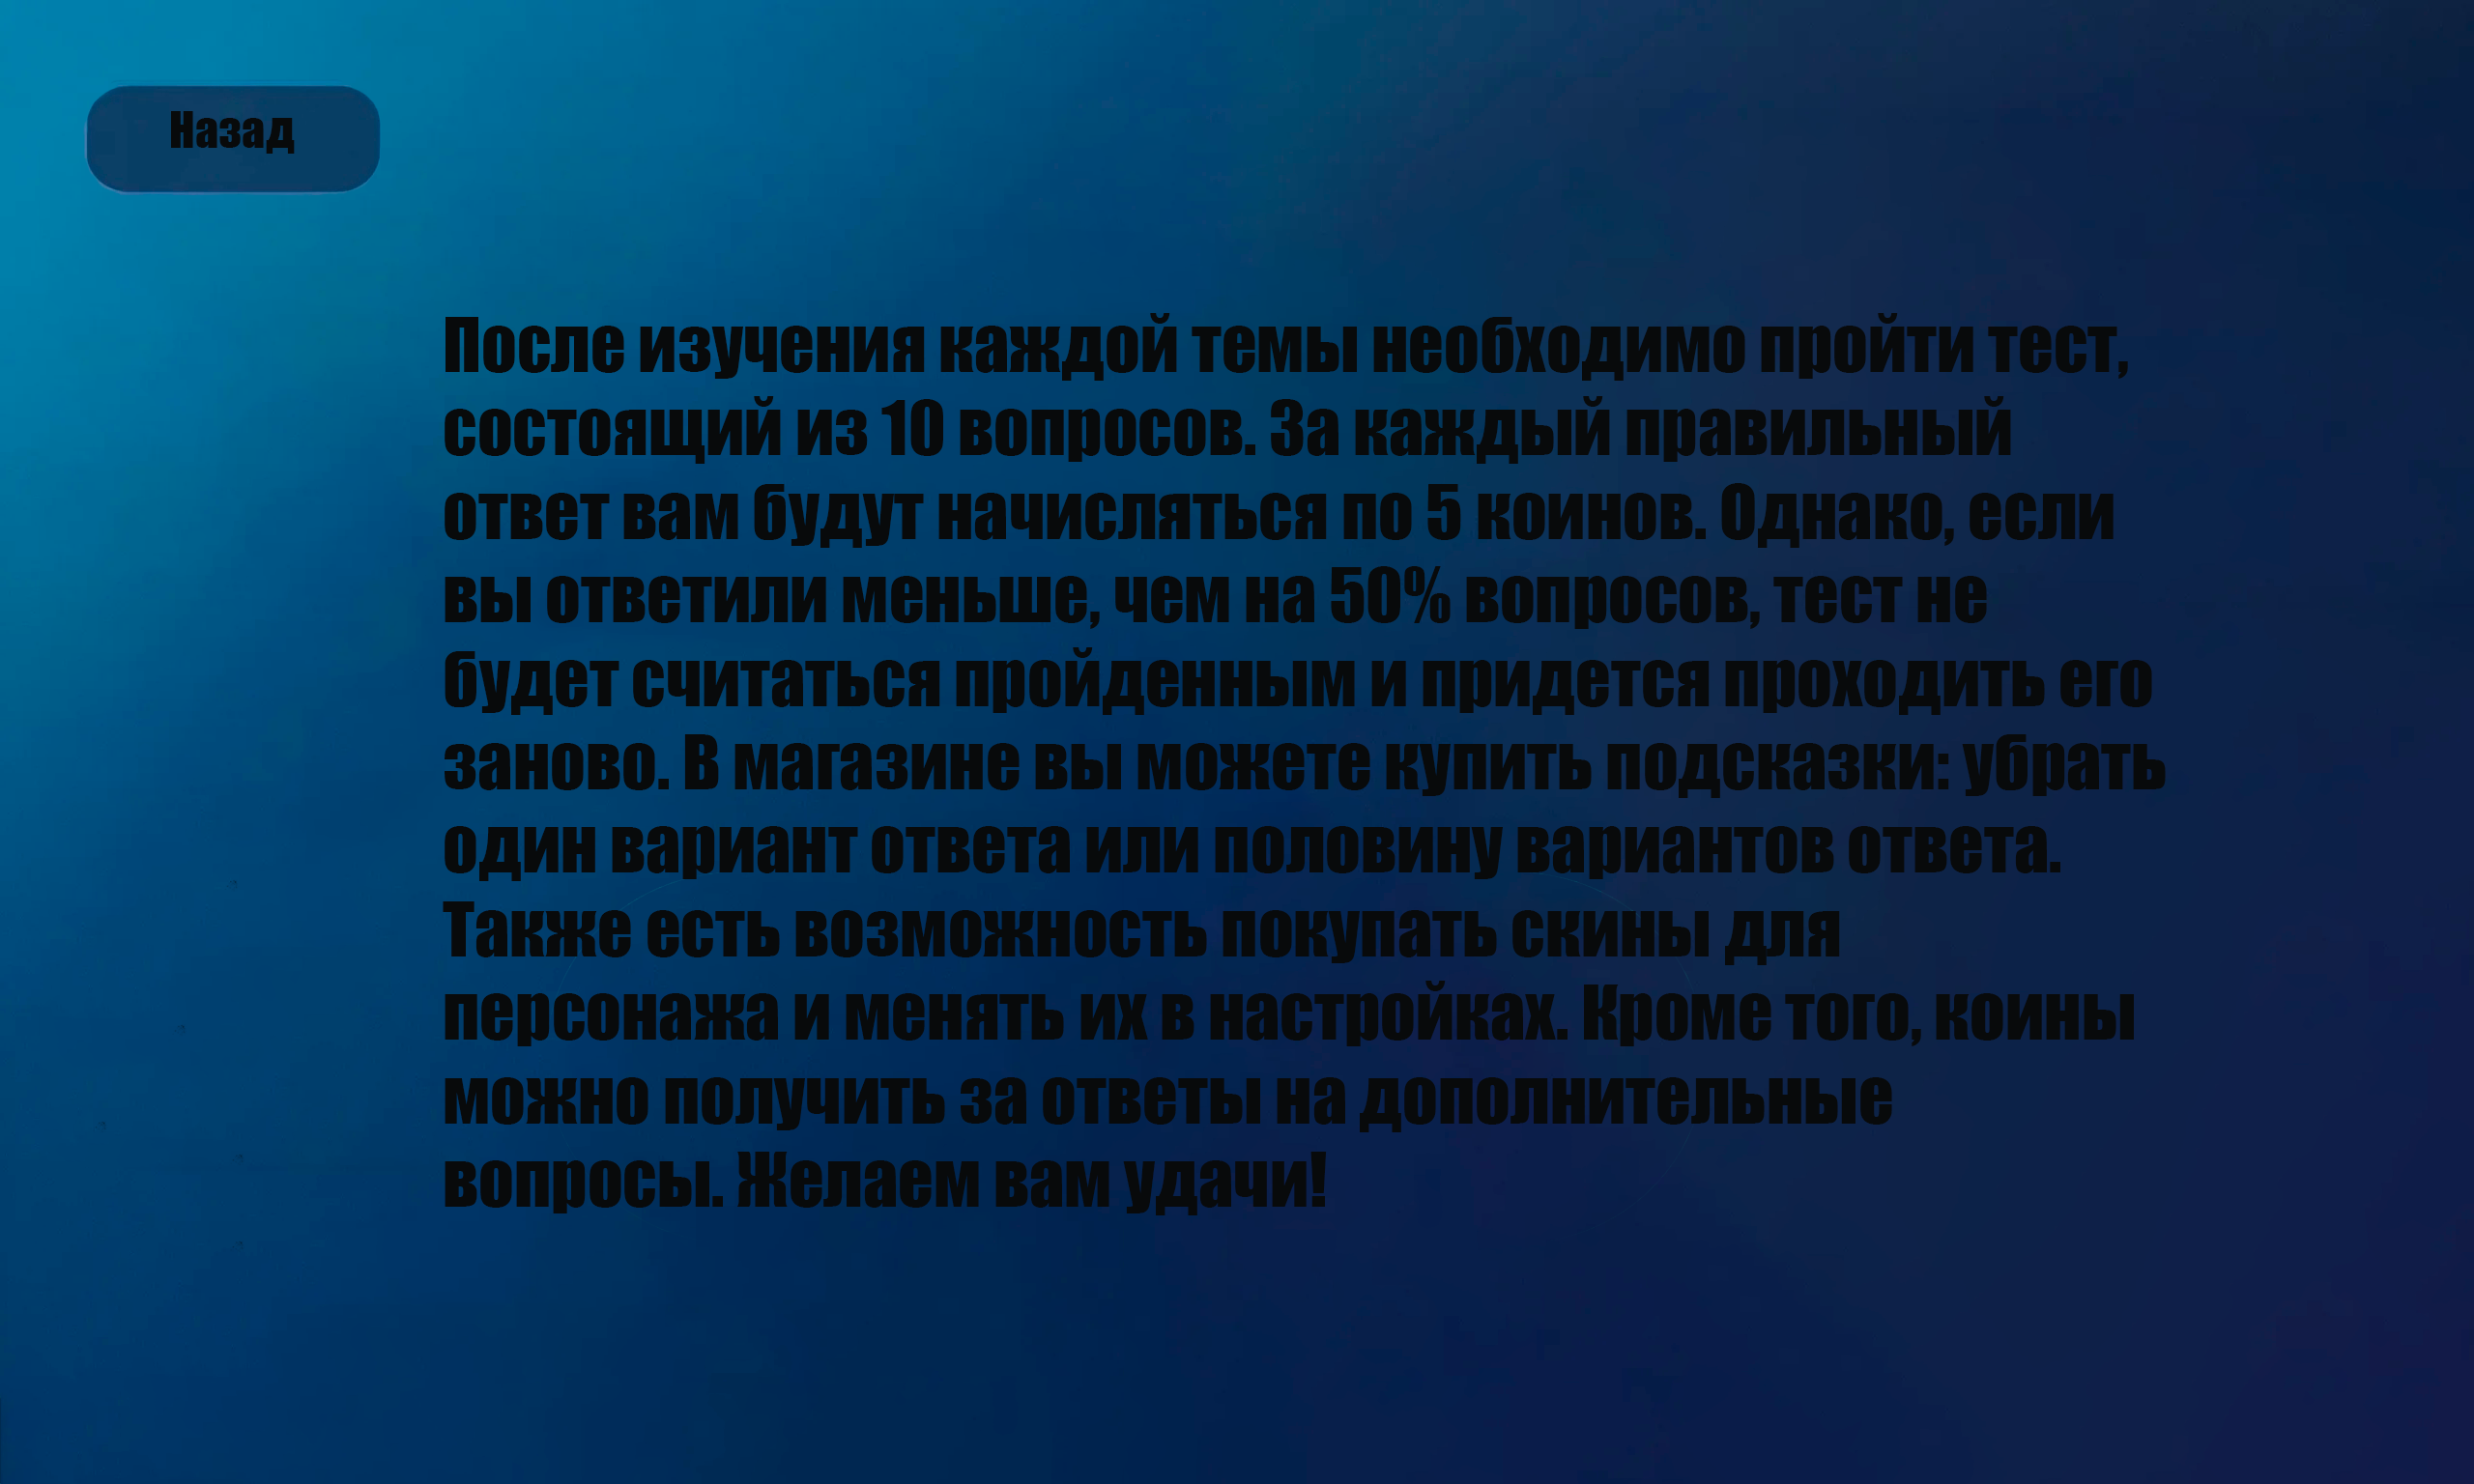 Назад
После изучения каждой темы необходимо пройти тест,
состоящий из 10 вопросов. За каждый правильный
ответ вам будут начисляться по 5 коинов. Однако, если
вы ответили меньше, чем на 50% вопросов, тест не
будет считаться пройденным и придется проходить его
заново. В магазине вы можете купить подсказки: убрать
один вариант ответа или половину вариантов ответа.
Также есть возможность покупать скины для
персонажа и менять их в настройках. Кроме того, коины
можно получить за ответы на дополнительные
вопросы. Желаем вам удачи!